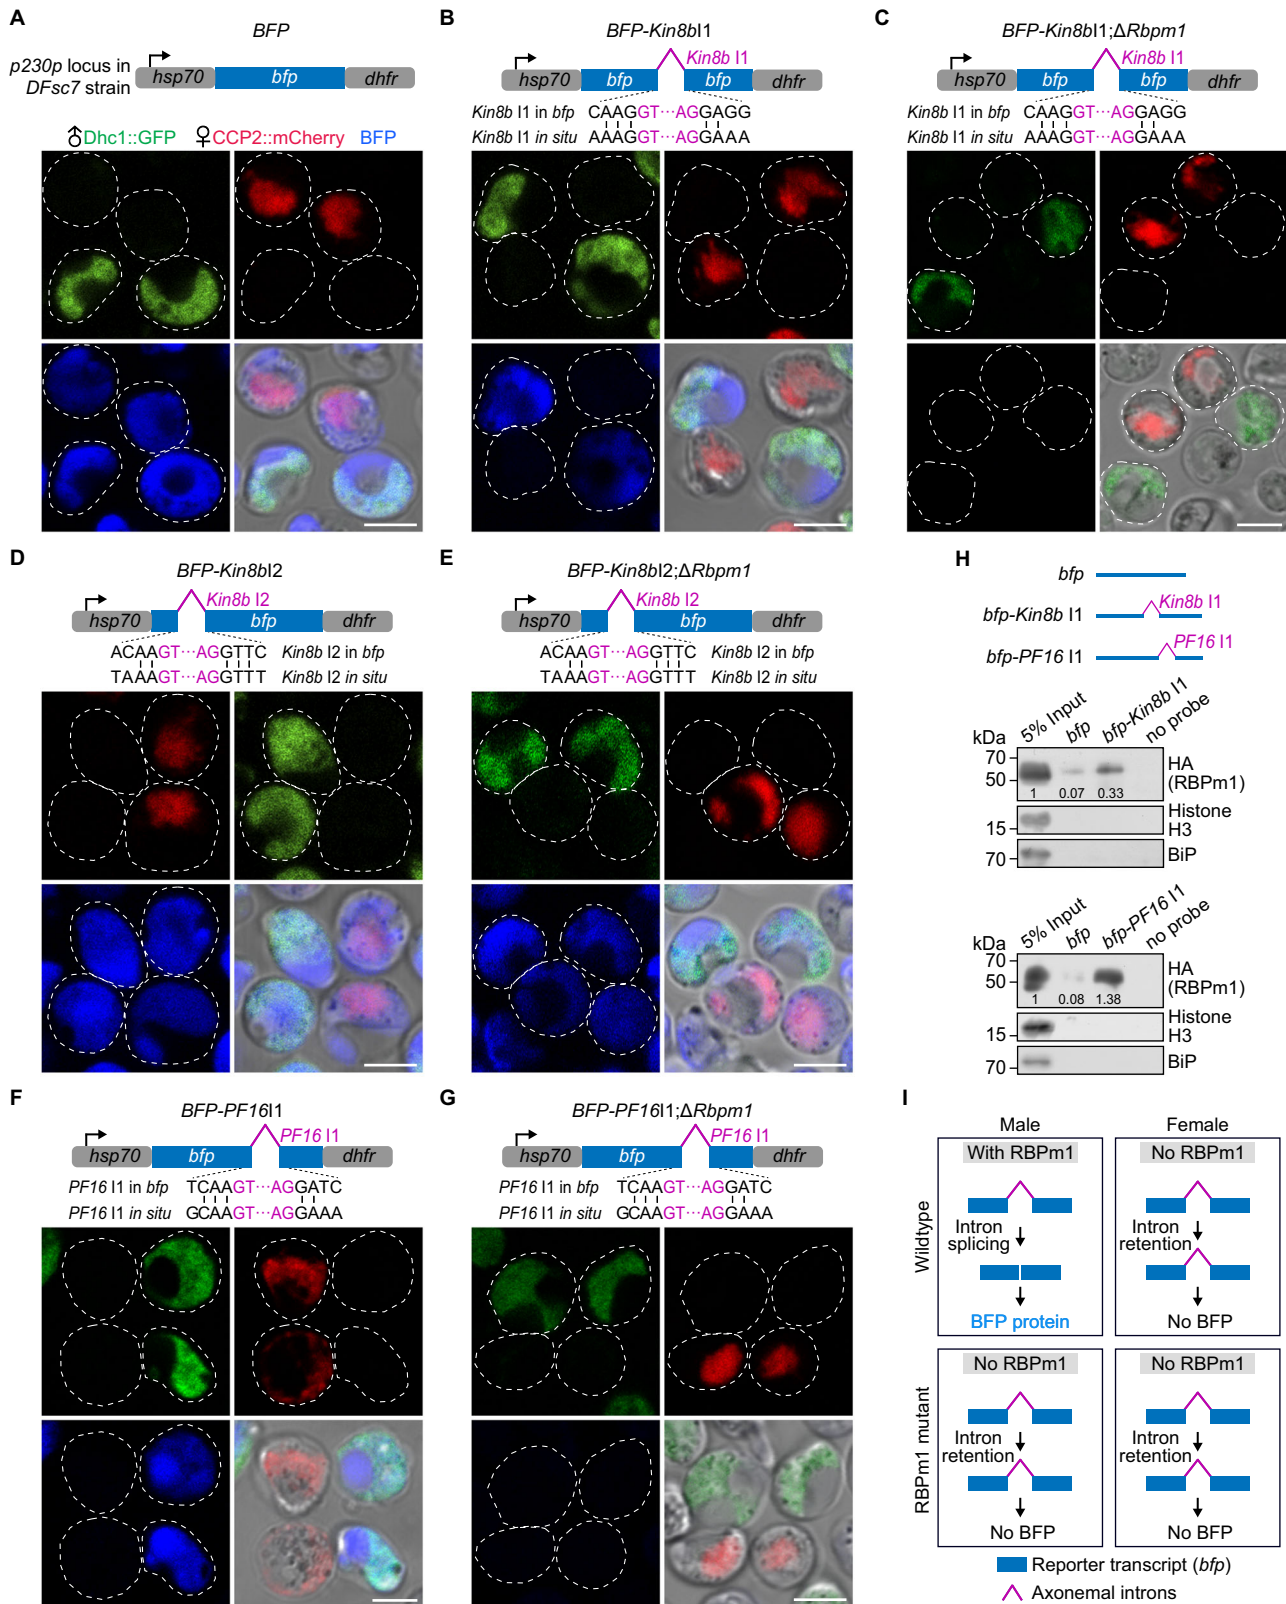 A
BFP
p230p locus in
DFsc7 strain
hsp70
bfp
dhfr
♂Dhc1::GFP ♀CCP2::mCherry BFP
B
BFP-Kin8bI1
Kin8b I1
hsp70
bfp
bfp
dhfr
Kin8b I1 in bfp
CAAGGT···AGGAGG
Kin8b I1 in situ
AAAGGT···AGGAAA
C
BFP-Kin8bI1;ΔRbpm1
Kin8b I1
hsp70
bfp
bfp
dhfr
Kin8b I1 in bfp
CAAGGT···AGGAGG
Kin8b I1 in situ
AAAGGT···AGGAAA
D
BFP-Kin8bI2
Kin8b I2
hsp70
bfp
dhfr
ACAAGT···AGGTTC
Kin8b I2 in bfp
TAAAGT···AGGTTT
Kin8b I2 in situ
E
BFP-Kin8bI2;ΔRbpm1
Kin8b I2
hsp70
bfp
dhfr
ACAAGT···AGGTTC
Kin8b I2 in bfp
TAAAGT···AGGTTT
Kin8b I2 in situ
H
bfp
bfp-Kin8b I1
Kin8b I1
bfp-PF16 I1
PF16 I1
kDa
5% Input
bfp
bfp-Kin8b I1
no probe
70
50
1 0.07 0.33
HA
(RBPm1)
15
Histone
H3
70
BiP
kDa
5% Input
bfp
bfp-PF16 I1
no probe
70
50
1 0.08 1.38
HA
(RBPm1)
15
Histone
H3
70
BiP
F
BFP-PF16I1
PF16 I1
hsp70
bfp
dhfr
PF16 I1 in bfp
TCAAGT···AGGATC
PF16 I1 in situ
GCAAGT···AGGAAA
G
BFP-PF16I1;ΔRbpm1
PF16 I1
hsp70
bfp
dhfr
PF16 I1 in bfp
TCAAGT···AGGATC
PF16 I1 in situ
GCAAGT···AGGAAA
I
Male
Female
Wildtype
With RBPm1
Intron
splicing
BFP protein
No RBPm1
Intron
retention
No BFP
RBPm1 mutant
No RBPm1
Intron
retention
No BFP
No RBPm1
Intron
retention
No BFP
Reporter transcript (bfp)
Axonemal introns